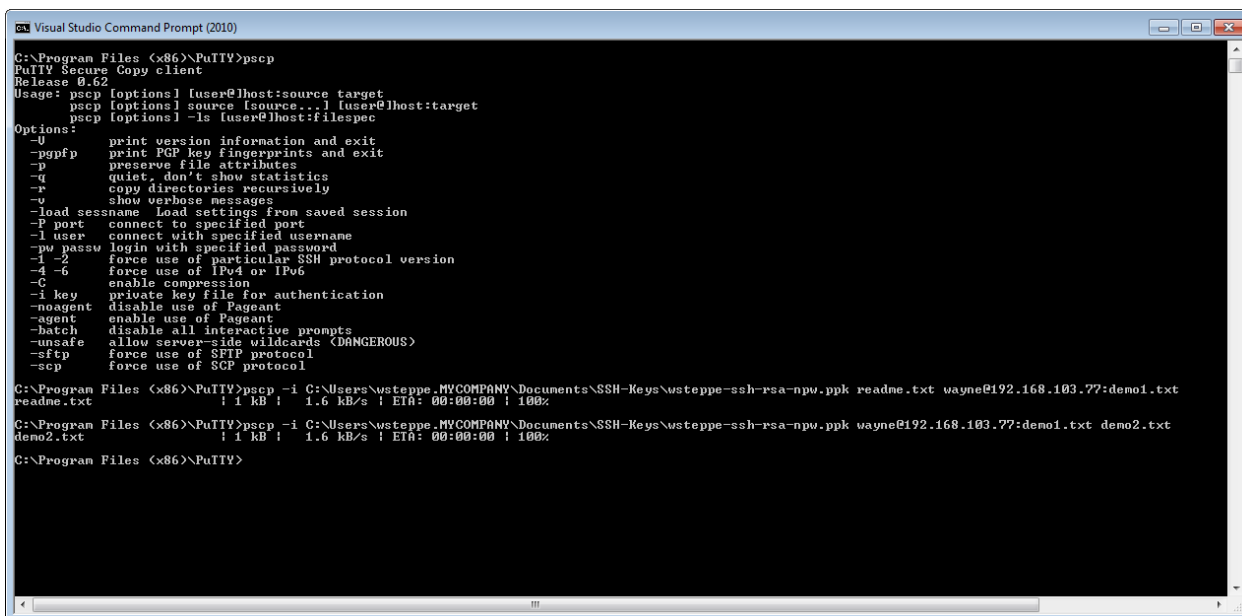 Visual Studio Command Prompt (2010)
C:\Program Files (x86)\PuTTY>pscp
PuTTY Secure Copy client
Release 0.62
Usage: pscp [options] [user@]host:source target
       pscp [options] source [source...] [user@]host:target
       pscp [options] -ls [user@]host:filespec
Options:
  -V        print version information and exit
  -pgpfp    print PGP key fingerprints and exit
  -p        preserve file attributes
  -q        quiet, don't show statistics
  -r        copy directories recursively
  -v        show verbose messages
  -load sessname  Load settings from saved session
  -P port   connect to specified port
  -l user   connect with specified username
  -pw passw login with specified password
  -1 -2     force use of particular SSH protocol version
  -4 -6     force use of IPv4 or IPv6
  -C        enable compression
  -i key    private key file for authentication
  -noagent  disable use of Pageant
  -agent    enable use of Pageant
  -batch    disable all interactive prompts
  -unsafe   allow server-side wildcards (DANGEROUS)
  -sftp     force use of SFTP protocol
  -scp      force use of SCP protocol
C:\Program Files (x86)\PuTTY>pscp -i C:\Users\wsteppe.MYCOMPANY\Documents\SSH-Keys\wsteppe-ssh-rsa-npw.ppk readme.txt wayne@192.168.103.77:demo1.txt
readme.txt                | 1 kB |   1.6 kB/s | ETA: 00:00:00 | 100%
C:\Program Files (x86)\PuTTY>pscp -i C:\Users\wsteppe.MYCOMPANY\Documents\SSH-Keys\wsteppe-ssh-rsa-npw.ppk wayne@192.168.103.77:demo1.txt demo2.txt
demo2.txt                 | 1 kB |   1.6 kB/s | ETA: 00:00:00 | 100%
C:\Program Files (x86)\PuTTY>